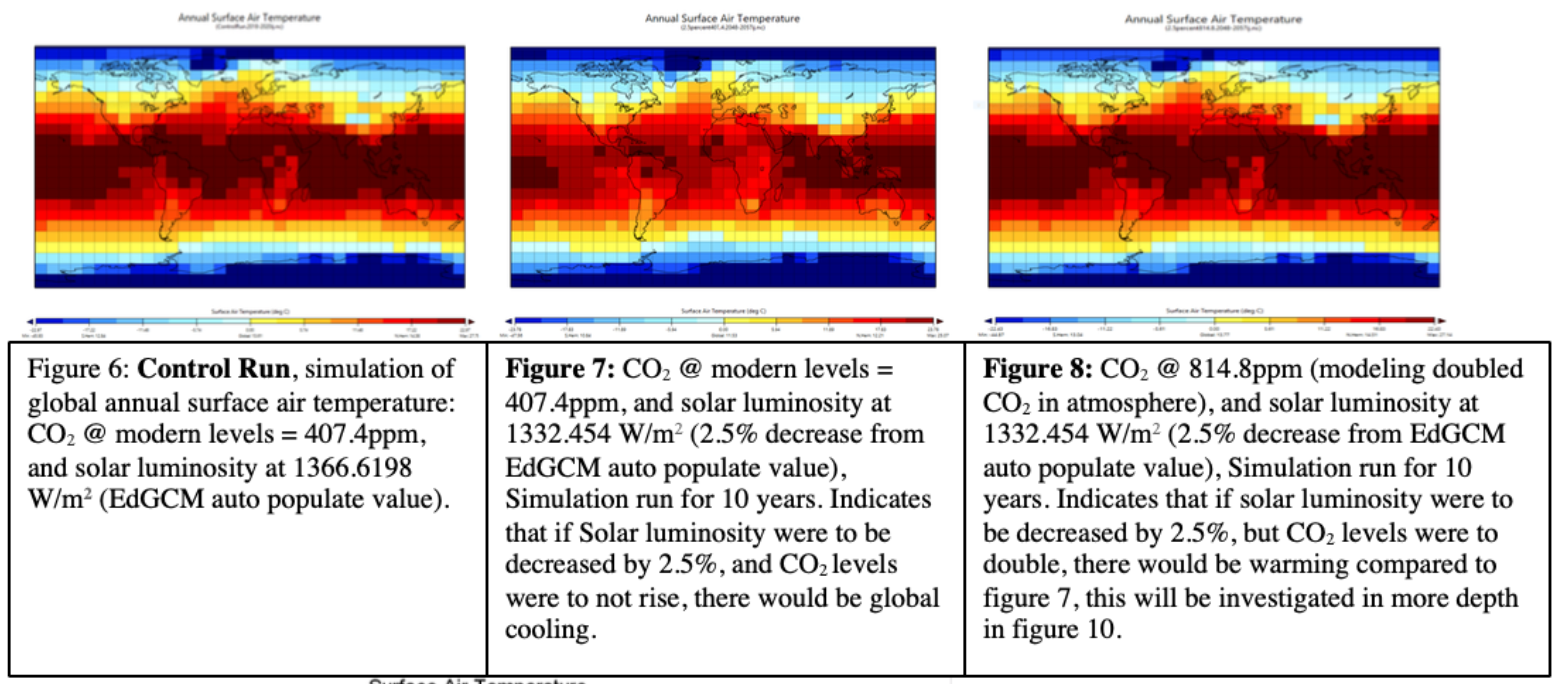 Annual Surface Air Temperature
Annual Surface Air Temperature
Annual Surface Air Temperature
Surface Air Temperature (deg C)
Surface Air Temperature (deg C)
Surface Air Temperature (deg C)
Figure 6: Control Run, simulation of
global annual surface air temperature:
CO₂ @ modern levels = 407.4ppm,
and solar luminosity at 1366.6198
W/m² (EdGCM auto populate value).
Figure 7: CO₂ @ modern levels =
407.4ppm, and solar luminosity at
1332.454 W/m² (2.5% decrease from
EdGCM auto populate value),
Simulation run for 10 years. Indicates
that if Solar luminosity were to be
decreased by 2.5%, and CO₂ levels
were to not rise, there would be global
cooling.
Figure 8: CO₂ @ 814.8ppm (modeling doubled
CO₂ in atmosphere), and solar luminosity at
1332.454 W/m² (2.5% decrease from EdGCM
auto populate value), Simulation run for 10
years. Indicates that if solar luminosity were to
be decreased by 2.5%, but CO₂ levels were to
double, there would be warming compared to
figure 7, this will be investigated in more depth
in figure 10.
Surface Air Temperature